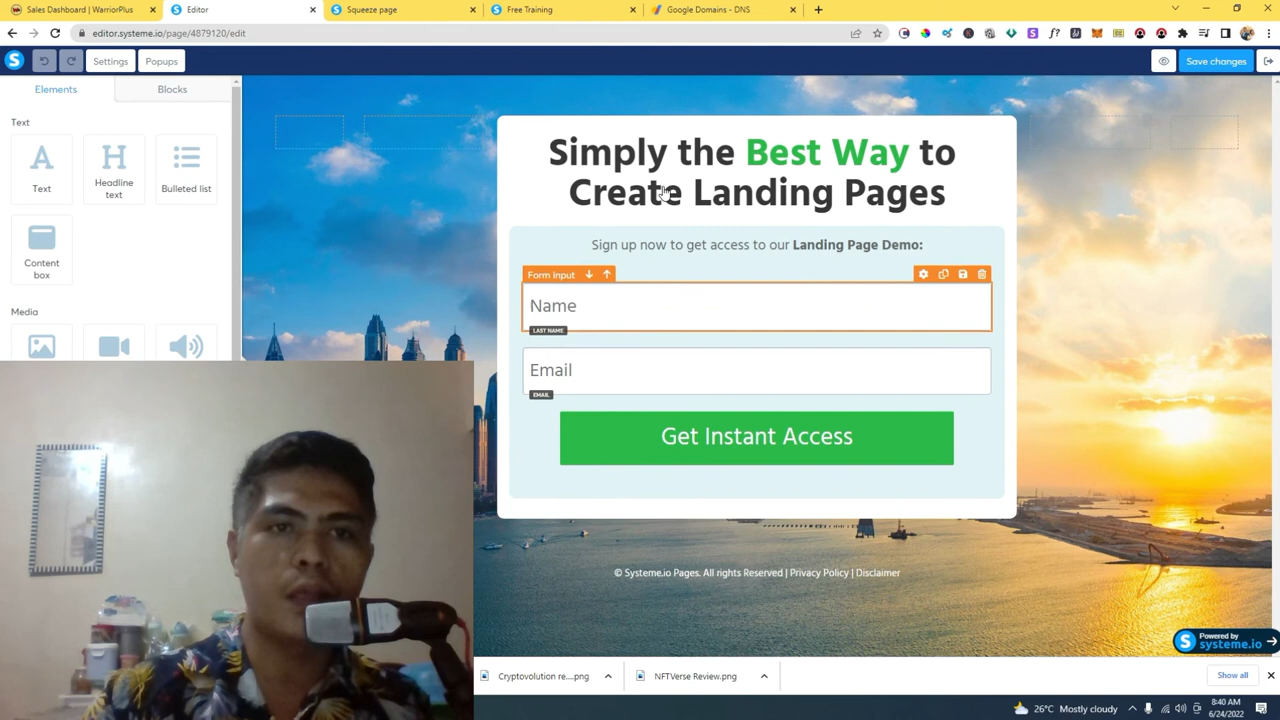 Sales Dashboard | WarriorPlus
Editor
Squeeze page
Free Training
Google Domains - DNS
editor.systeme.io/page/4879120/edit
Settings
Popups
Save changes
Elements
Blocks
Text
Text
Headline
text
Bulleted list
Content
box
Media
Simply the Best Way to
Create Landing Pages
Sign up now to get access to our Landing Page Demo:
Form input
Name
LAST NAME
Email
EMAIL
Get Instant Access
© Systeme.io Pages. All rights Reserved | Privacy Policy | Disclaimer
Powered by
systeme.io
Cryptovolution re....png
NFTVerse Review.png
Show all
26°C Mostly cloudy
8:40 AM
6/24/2022